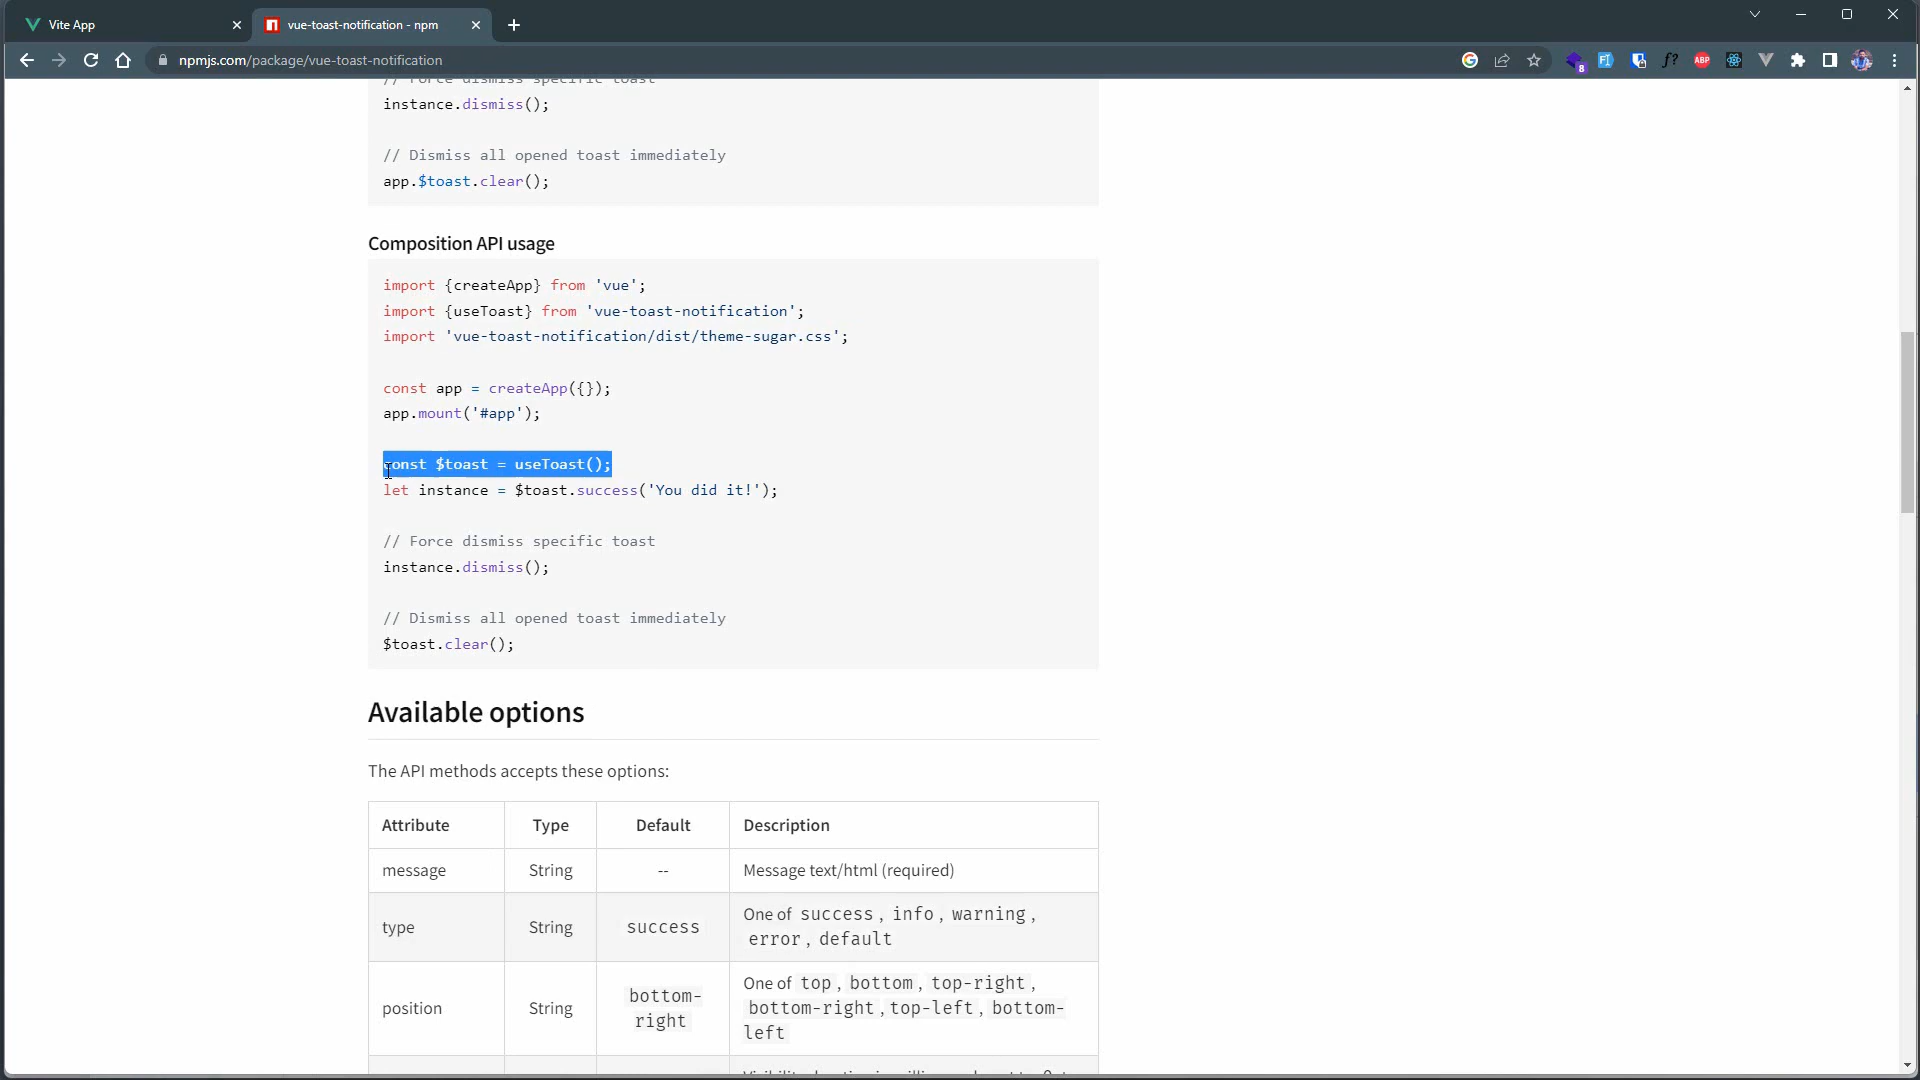 Vite App
vue-toast-notification - npm
npmjs.com/package/vue-toast-notification
// Force dismiss specific toast
instance.dismiss();
// Dismiss all opened toast immediately
app.$toast.clear();
Composition API usage
import {createApp} from 'vue';
import {useToast} from 'vue-toast-notification';
import 'vue-toast-notification/dist/theme-sugar.css';
const app = createApp({});
app.mount('#app');
const $toast = useToast();
let instance = $toast.success('You did it!');
// Force dismiss specific toast
instance.dismiss();
// Dismiss all opened toast immediately
$toast.clear();
Available options
The API methods accepts these options:
Attribute Type Default Description
message String -- Message text/html (required)
type String success One of success , info , warning ,
error , default
position String bottom-right One of top , bottom , top-right ,
bottom-right , top-left , bottom-
left